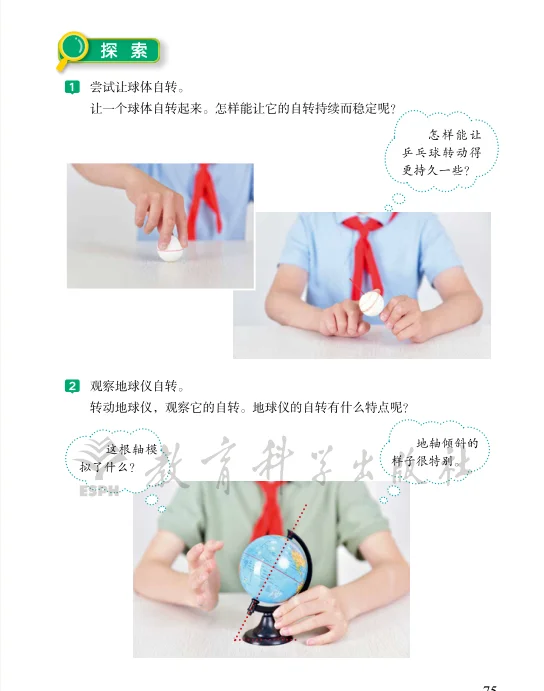 探 索
1 尝试让球体自转。
让一个球体自转起来。怎样能让它的自转持续而稳定呢？
怎样能让
乒乓球转动得
更持久一些？
2 观察地球仪自转。
转动地球仪，观察它的自转。地球仪的自转有什么特点呢？
这根轴模
拟了什么？
地轴倾斜的
样子很特别。
教育科学出版社
ESPH
75